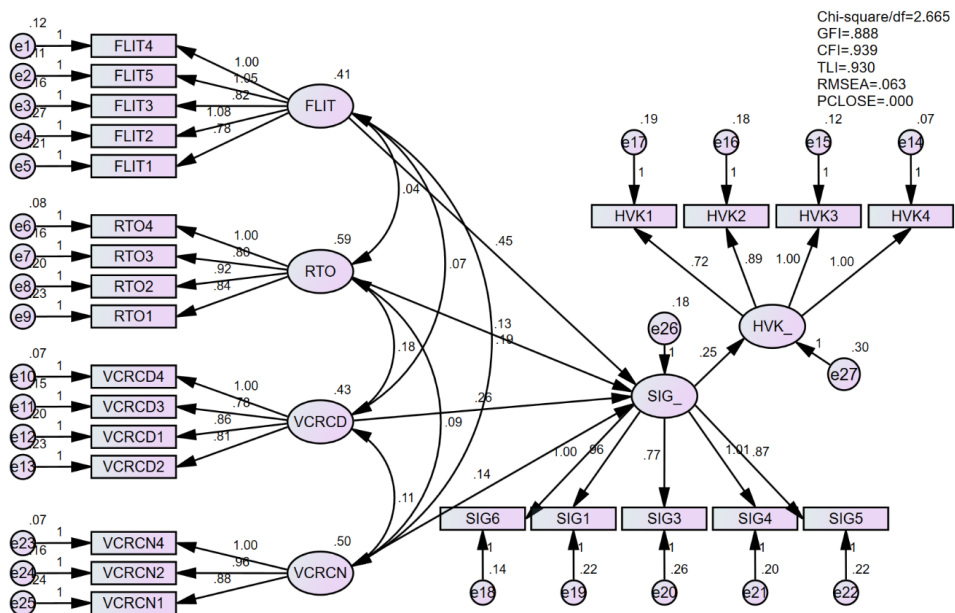 Chi-square/df=2.665
GFI=.888
CFI=.939
TLI=.930
RMSEA=.063
PCLOSE=.000
.12
e1 1 FLIT4
.11
e2 1 FLIT5
.16
e3 1 FLIT3
.27
e4 1 FLIT2
.21
e5 1 FLIT1
1.00
1.05
.82
1.08
.78
.41
FLIT
.08
e6 1 RTO4
.16
e7 1 RTO3
.20
e8 1 RTO2
.23
e9 1 RTO1
1.00
.80
.92
.84
.59
RTO
.07
e10 1 VCRCD4
.15
e11 1 VCRCD3
.20
e12 1 VCRCD1
.23
e13 1 VCRCD2
1.00
.78
.86
.81
.43
VCRCD
.07
e23 1 VCRCN4
.16
e24 1 VCRCN2
.24
e25 1 VCRCN1
1.00
.96
.88
.50
VCRCN
.04
.07
.18
.09
.11
.45
.13
.19
.26
.14
.19 .18 .12 .07
e17 e16 e15 e14
1 1 1 1
HVK1 HVK2 HVK3 HVK4
.72 .89 1.00 1.00
HVK_
.25
1
.30
e27
.18
e26
1
SIG_
1.00 .96 .77 1.01 .87
SIG6 SIG1 SIG3 SIG4 SIG5
1 1 1 1 1
.14 .22 .26 .20 .22
e18 e19 e20 e21 e22